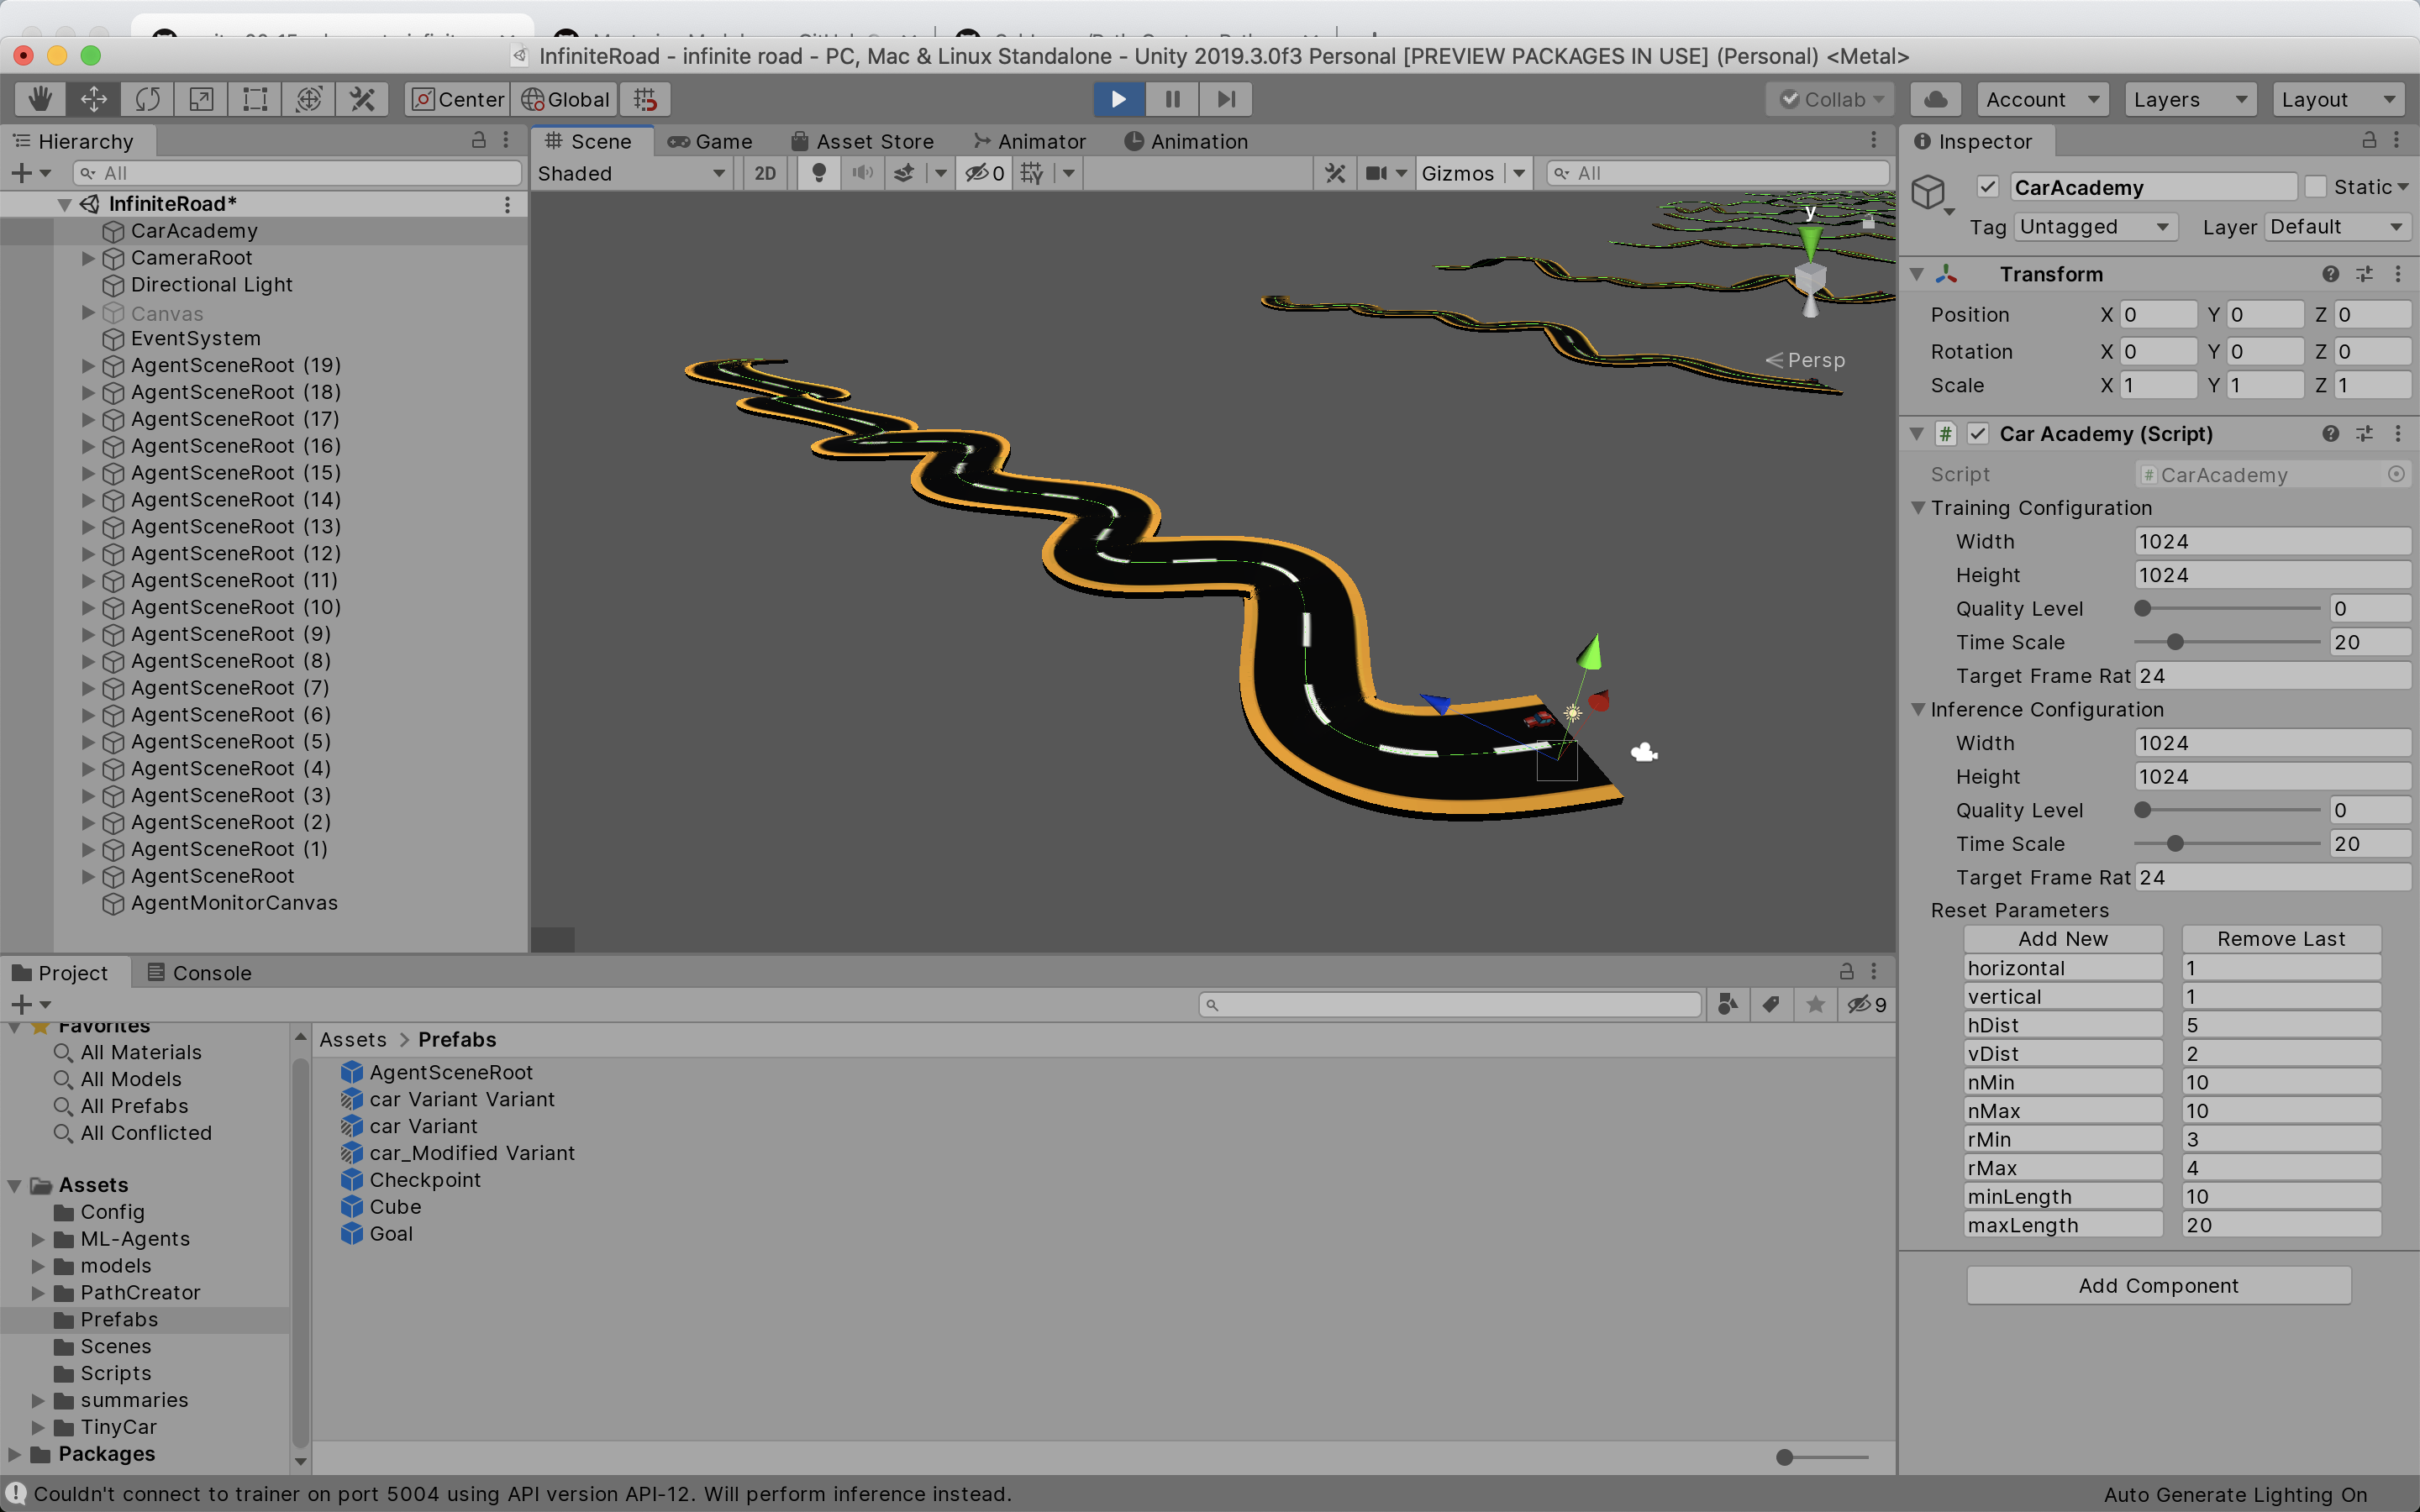 InfiniteRoad - infinite road - PC, Mac & Linux Standalone - Unity 2019.3.0f3 Personal [PREVIEW PACKAGES IN USE] (Personal) <Metal>
Center Global Collab Account Layers Layout
Hierarchy
All
InfiniteRoad*
CarAcademy
CameraRoot
Directional Light
Canvas
EventSystem
AgentSceneRoot (19)
AgentSceneRoot (18)
AgentSceneRoot (17)
AgentSceneRoot (16)
AgentSceneRoot (15)
AgentSceneRoot (14)
AgentSceneRoot (13)
AgentSceneRoot (12)
AgentSceneRoot (11)
AgentSceneRoot (10)
AgentSceneRoot (9)
AgentSceneRoot (8)
AgentSceneRoot (7)
AgentSceneRoot (6)
AgentSceneRoot (5)
AgentSceneRoot (4)
AgentSceneRoot (3)
AgentSceneRoot (2)
AgentSceneRoot (1)
AgentSceneRoot
AgentMonitorCanvas
Scene Game Asset Store Animator Animation
Shaded 2D 0 Gizmos All
y
Persp
Inspector
CarAcademy Static
Tag Untagged Layer Default
Transform
Position X 0 Y 0 Z 0
Rotation X 0 Y 0 Z 0
Scale X 1 Y 1 Z 1
# Car Academy (Script)
Script # CarAcademy
Training Configuration
Width 1024
Height 1024
Quality Level 0
Time Scale 20
Target Frame Rat 24
Inference Configuration
Width 1024
Height 1024
Quality Level 0
Time Scale 20
Target Frame Rat 24
Reset Parameters
Add New Remove Last
horizontal 1
vertical 1
hDist 5
vDist 2
nMin 10
nMax 10
rMin 3
rMax 4
minLength 10
maxLength 20
Add Component
Project Console
9
Favorites
All Materials
All Models
All Prefabs
All Conflicted
Assets
Config
ML-Agents
models
PathCreator
Prefabs
Scenes
Scripts
summaries
TinyCar
Packages
Assets > Prefabs
AgentSceneRoot
car Variant Variant
car Variant
car_Modified Variant
Checkpoint
Cube
Goal
Couldn't connect to trainer on port 5004 using API version API-12. Will perform inference instead.
Auto Generate Lighting On